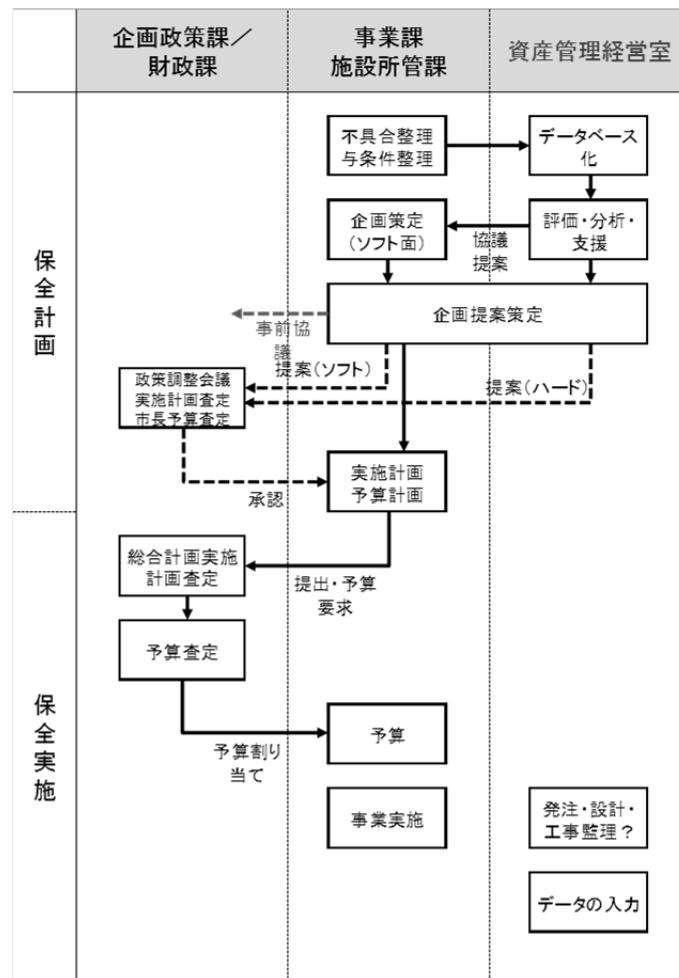 企画政策課／
財政課
事業課
施設所管課
資産管理経営室
保全計画
不具合整理
与条件整理
データベース
化
企画策定
（ソフト面）
協議
提案
評価・分析・
支援
企画提案策定
事前協
議
提案（ソフト）
提案（ハード）
政策調整会議
実施計画査定
市長予算査定
実施計画
予算計画
承認
保全実施
総合計画実施
計画査定
提出・予算
要求
予算査定
予算割り
当て
予算
事業実施
発注・設計・
工事監理？
データの入力